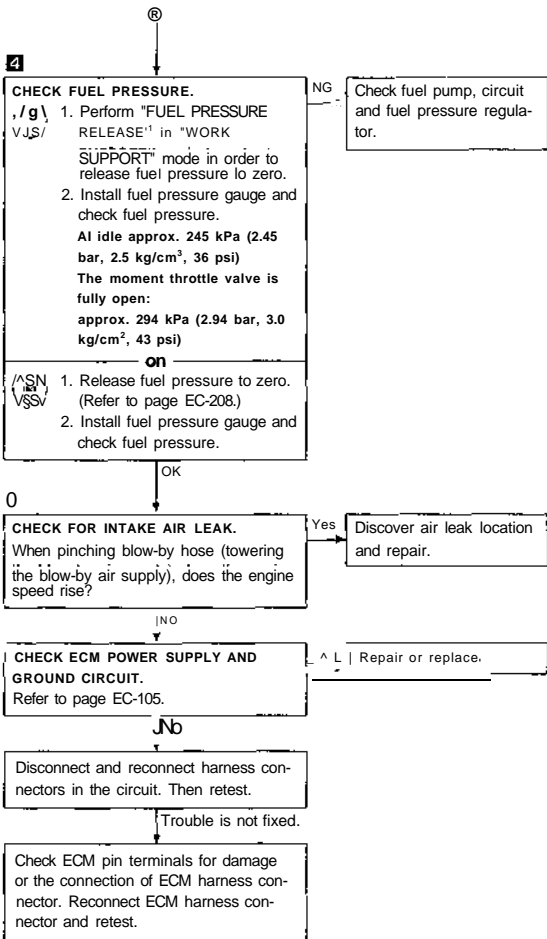 ®
4
CHECK FUEL PRESSURE.
1. Perform "FUEL PRESSURE
RELEASE"¹ in "WORK
SUPPORT" mode in order to
release fuel pressure lo zero.
2. Install fuel pressure gauge and
check fuel pressure.
Al idle approx. 245 kPa (2.45
bar, 2.5 kg/cm³, 36 psi)
The moment throttle valve is
fully open:
approx. 294 kPa (2.94 bar, 3.0
kg/cm², 43 psi)
on
1. Release fuel pressure to zero.
(Refer to page EC-208.)
2. Install fuel pressure gauge and
check fuel pressure.
NG
Check fuel pump, circuit
and fuel pressure regula-
tor.
OK
0
CHECK FOR INTAKE AIR LEAK.
When pinching blow-by hose (towering
the blow-by air supply), does the engine
speed rise?
Yes
Discover air leak location
and repair.
NO
CHECK ECM POWER SUPPLY AND
GROUND CIRCUIT.
Refer to page EC-105.
Repair or replace.
JNb
Disconnect and reconnect harness con-
nectors in the circuit. Then retest.
Trouble is not fixed.
Check ECM pin terminals for damage
or the connection of ECM harness con-
nector. Reconnect ECM harness con-
nector and retest.